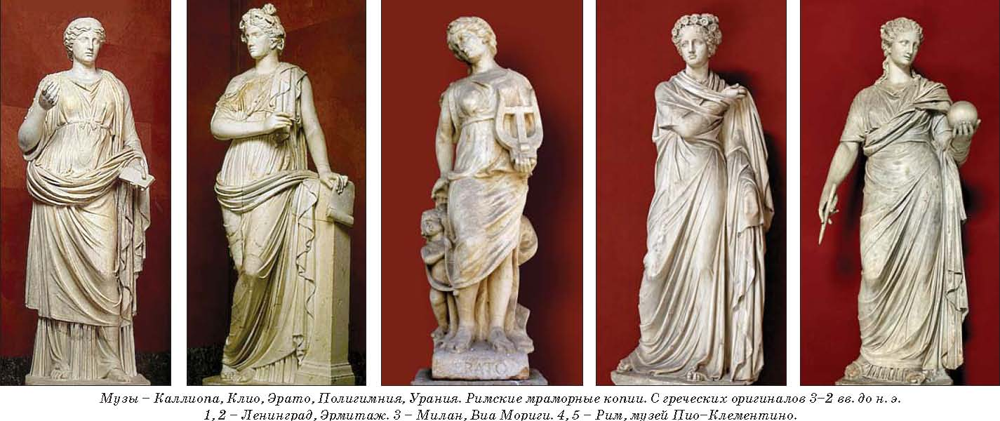 ERATO
Музы – Каллиопа, Клио, Эрато, Полигимния, Урания. Римские мраморные копии. С греческих оригиналов 3–2 вв. до н. э.
1, 2 – Ленинград, Эрмитаж. 3 – Милан, Виа Мориги. 4, 5 – Рим, музей Пио–Клементино.